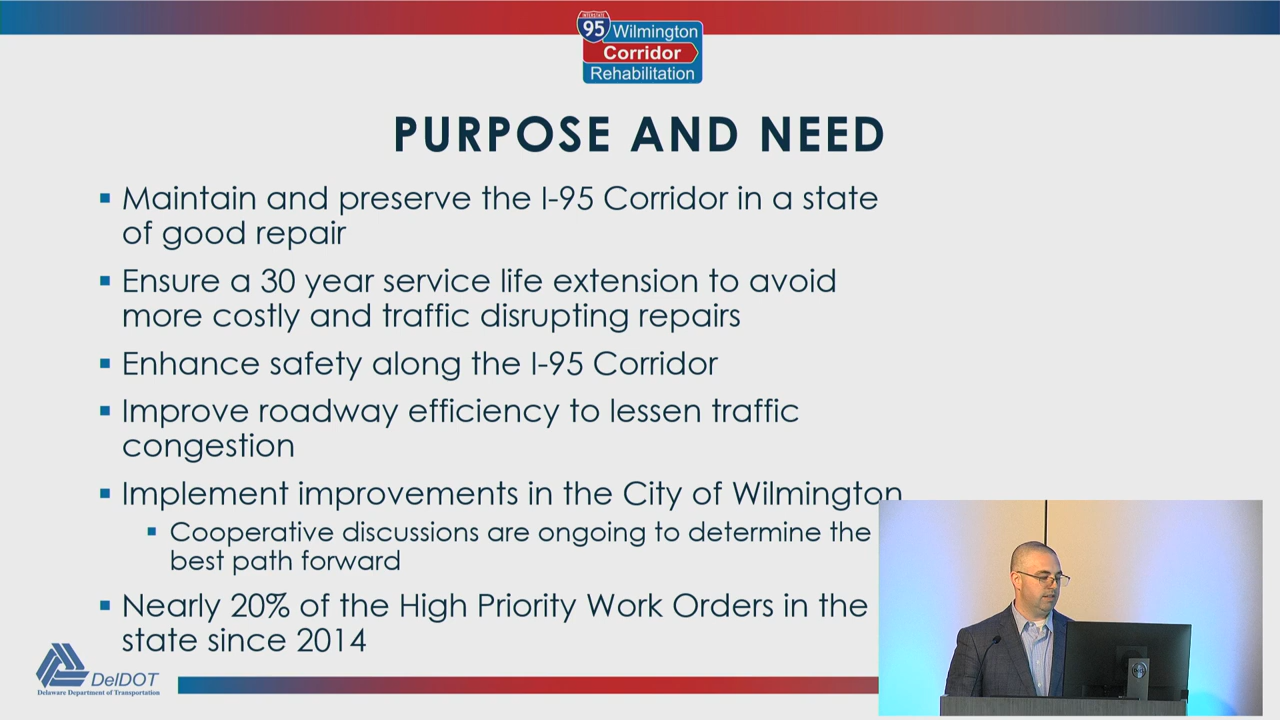 INTERSTATE
95 Wilmington
Corridor
Rehabilitation
PURPOSE AND NEED
Maintain and preserve the I-95 Corridor in a state
of good repair
Ensure a 30 year service life extension to avoid
more costly and traffic disrupting repairs
Enhance safety along the I-95 Corridor
Improve roadway efficiency to lessen traffic
congestion
Implement improvements in the City of Wilmington
Cooperative discussions are ongoing to determine the
best path forward
Nearly 20% of the High Priority Work Orders in the
state since 2014
DelDOT
Delaware Department of Transportation